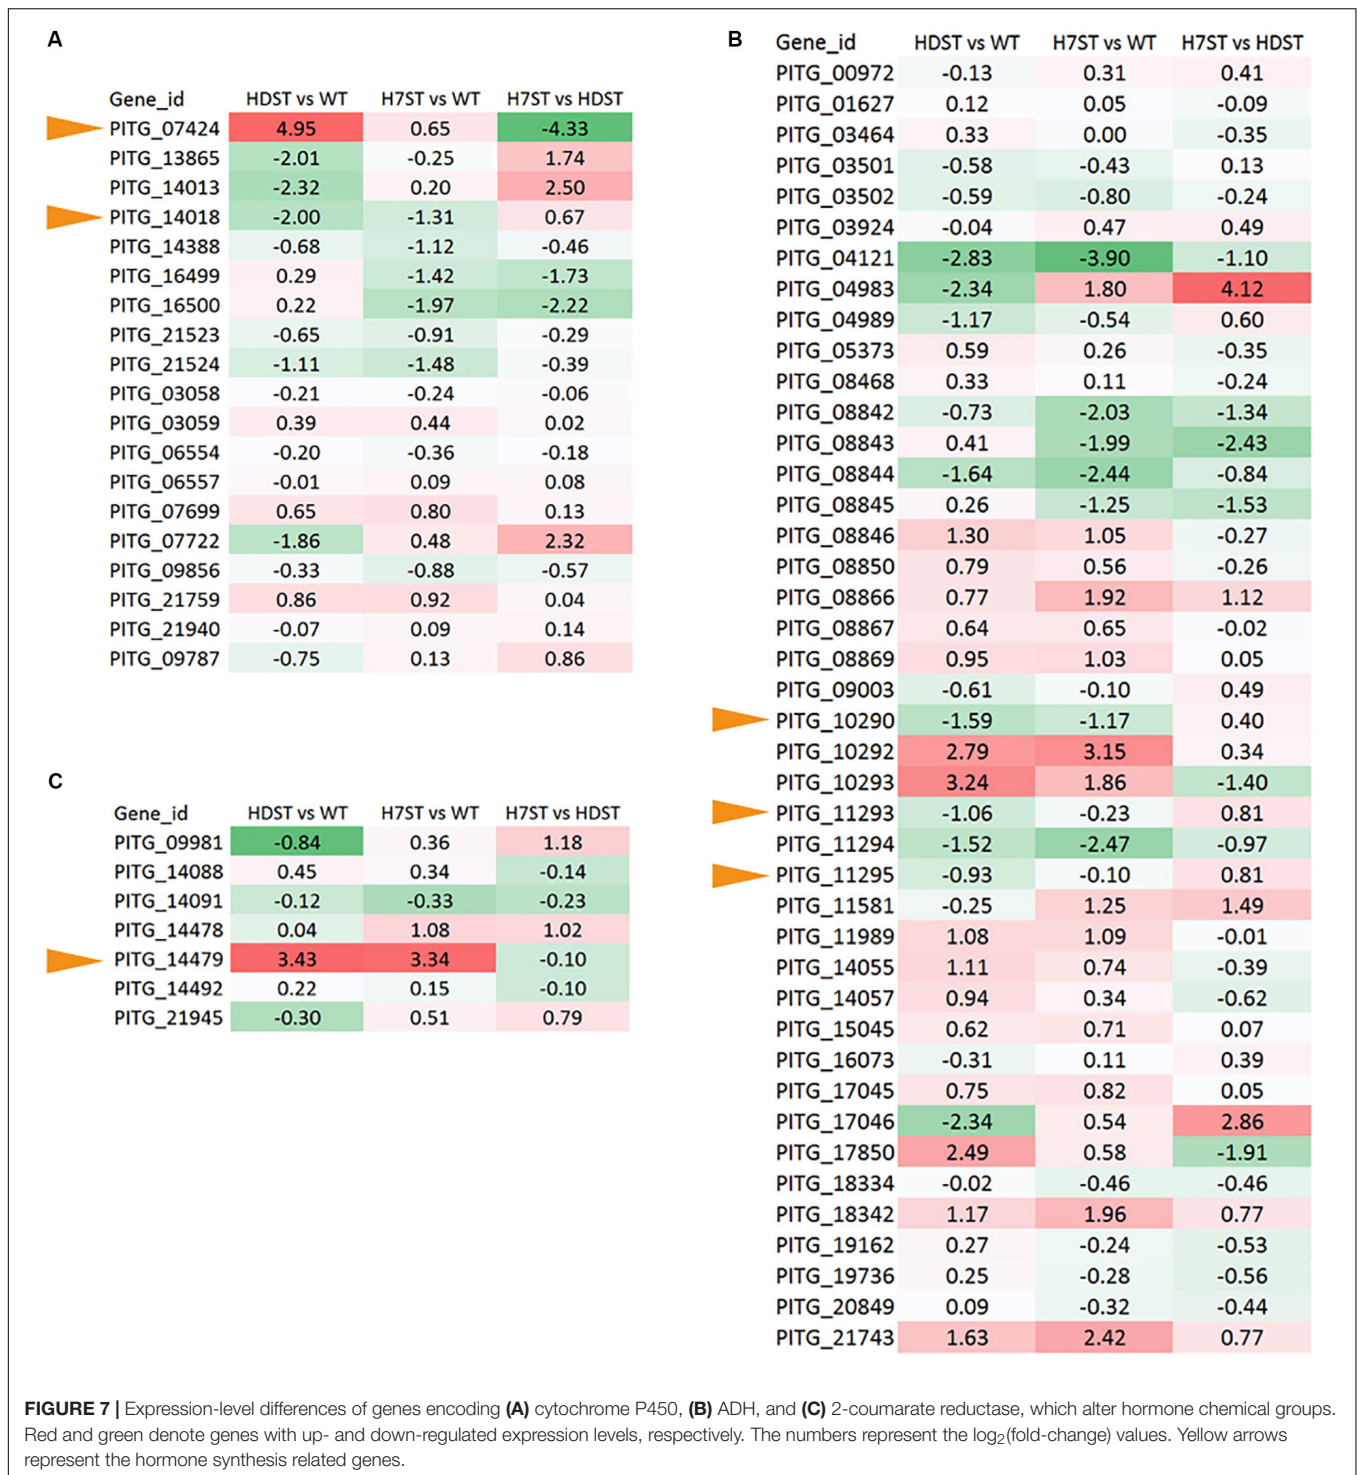 A
Gene_id HDST vs WT H7ST vs WT H7ST vs HDST
PITG_07424 4.95 0.65 -4.33
PITG_13865 -2.01 -0.25 1.74
PITG_14013 -2.32 0.20 2.50
PITG_14018 -2.00 -1.31 0.67
PITG_14388 -0.68 -1.12 -0.46
PITG_16499 0.29 -1.42 -1.73
PITG_16500 0.22 -1.97 -2.22
PITG_21523 -0.65 -0.91 -0.29
PITG_21524 -1.11 -1.48 -0.39
PITG_03058 -0.21 -0.24 -0.06
PITG_03059 0.39 0.44 0.02
PITG_06554 -0.20 -0.36 -0.18
PITG_06557 -0.01 0.09 0.08
PITG_07699 0.65 0.80 0.13
PITG_07722 -1.86 0.48 2.32
PITG_09856 -0.33 -0.88 -0.57
PITG_21759 0.86 0.92 0.04
PITG_21940 -0.07 0.09 0.14
PITG_09787 -0.75 0.13 0.86
B
Gene_id HDST vs WT H7ST vs WT H7ST vs HDST
PITG_00972 -0.13 0.31 0.41
PITG_01627 0.12 0.05 -0.09
PITG_03464 0.33 0.00 -0.35
PITG_03501 -0.58 -0.43 0.13
PITG_03502 -0.59 -0.80 -0.24
PITG_03924 -0.04 0.47 0.49
PITG_04121 -2.83 -3.90 -1.10
PITG_04983 -2.34 1.80 4.12
PITG_04989 -1.17 -0.54 0.60
PITG_05373 0.59 0.26 -0.35
PITG_08468 0.33 0.11 -0.24
PITG_08842 -0.73 -2.03 -1.34
PITG_08843 0.41 -1.99 -2.43
PITG_08844 -1.64 -2.44 -0.84
PITG_08845 0.26 -1.25 -1.53
PITG_08846 1.30 1.05 -0.27
PITG_08850 0.79 0.56 -0.26
PITG_08866 0.77 1.92 1.12
PITG_08867 0.64 0.65 -0.02
PITG_08869 0.95 1.03 0.05
PITG_09003 -0.61 -0.10 0.49
PITG_10290 -1.59 -1.17 0.40
PITG_10292 2.79 3.15 0.34
PITG_10293 3.24 1.86 -1.40
PITG_11293 -1.06 -0.23 0.81
PITG_11294 -1.52 -2.47 -0.97
PITG_11295 -0.93 -0.10 0.81
PITG_11581 -0.25 1.25 1.49
PITG_11989 1.08 1.09 -0.01
PITG_14055 1.11 0.74 -0.39
PITG_14057 0.94 0.34 -0.62
PITG_15045 0.62 0.71 0.07
PITG_16073 -0.31 0.11 0.39
PITG_17045 0.75 0.82 0.05
PITG_17046 -2.34 0.54 2.86
PITG_17850 2.49 0.58 -1.91
PITG_18334 -0.02 -0.46 -0.46
PITG_18342 1.17 1.96 0.77
PITG_19162 0.27 -0.24 -0.53
PITG_19736 0.25 -0.28 -0.56
PITG_20849 0.09 -0.32 -0.44
PITG_21743 1.63 2.42 0.77
C
Gene_id HDST vs WT H7ST vs WT H7ST vs HDST
PITG_09981 -0.84 0.36 1.18
PITG_14088 0.45 0.34 -0.14
PITG_14091 -0.12 -0.33 -0.23
PITG_14478 0.04 1.08 1.02
PITG_14479 3.43 3.34 -0.10
PITG_14492 0.22 0.15 -0.10
PITG_21945 -0.30 0.51 0.79
FIGURE 7 | Expression-level differences of genes encoding (A) cytochrome P450, (B) ADH, and (C) 2-coumarate reductase, which alter hormone chemical groups.
Red and green denote genes with up- and down-regulated expression levels, respectively. The numbers represent the log₂(fold-change) values. Yellow arrows
represent the hormone synthesis related genes.